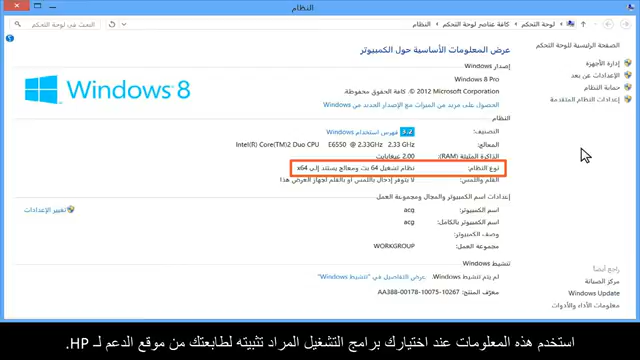 النظام
لوحة التحكم
كافة عناصر لوحة التحكم
النظام
البحث في لوحة التحكم
الصفحة الرئيسية للوحة التحكم
إدارة الأجهزة
الإعدادات عن بعد
حماية النظام
إعدادات النظام المتقدمة
عرض المعلومات الأساسية حول الكمبيوتر
إصدار Windows
Windows 8 Pro
© 2012 Microsoft Corporation. كافة الحقوق محفوظة.
الحصول على مزيد من الميزات مع الإصدار الجديد من Windows
Windows 8
النظام
التصنيف: 3.2 فهرس استخدام Windows
المعالج: Intel(R) Core(TM)2 Duo CPU E6550 @ 2.33GHz 2.33 GHz
الذاكرة المثبتة (RAM): 2.00 غيغابايت
نوع النظام: نظام تشغيل 64 بت، ومعالج يستند إلى x64
القلم واللمس: لا يتوفر إدخال باللمس أو بالقلم لجهاز العرض هذا
إعدادات اسم الكمبيوتر والمجال ومجموعة العمل
اسم الكمبيوتر: acg
تغيير الإعدادات
اسم الكمبيوتر بالكامل: acg
وصف الكمبيوتر:
مجموعة العمل: WORKGROUP
تنشيط Windows
لم يتم تنشيط Windows. عرض التفاصيل في "تنشيط Windows"
معرّف المنتج: AA388-00178-10075-10267
راجع أيضاً
مركز الصيانة
Windows Update
معلومات الأداء والأدوات
استخدم هذه المعلومات عند اختيارك برامج التشغيل المراد تثبيته لطابعتك من موقع الدعم لـ HP.